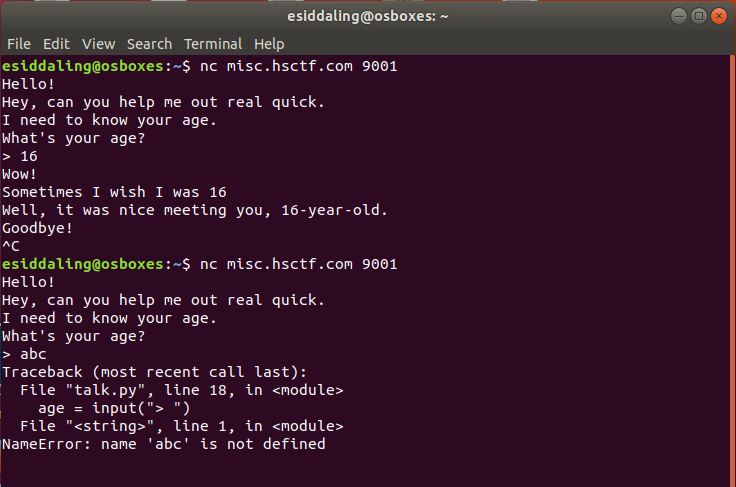 esiddaling@osboxes: ~
File Edit View Search Terminal Help
esiddaling@osboxes:~$ nc misc.hsctf.com 9001
Hello!
Hey, can you help me out real quick.
I need to know your age.
What's your age?
> 16
Wow!
Sometimes I wish I was 16
Well, it was nice meeting you, 16-year-old.
Goodbye!
^C
esiddaling@osboxes:~$ nc misc.hsctf.com 9001
Hello!
Hey, can you help me out real quick.
I need to know your age.
What's your age?
> abc
Traceback (most recent call last):
  File "talk.py", line 18, in <module>
    age = input("> ")
  File "<string>", line 1, in <module>
NameError: name 'abc' is not defined